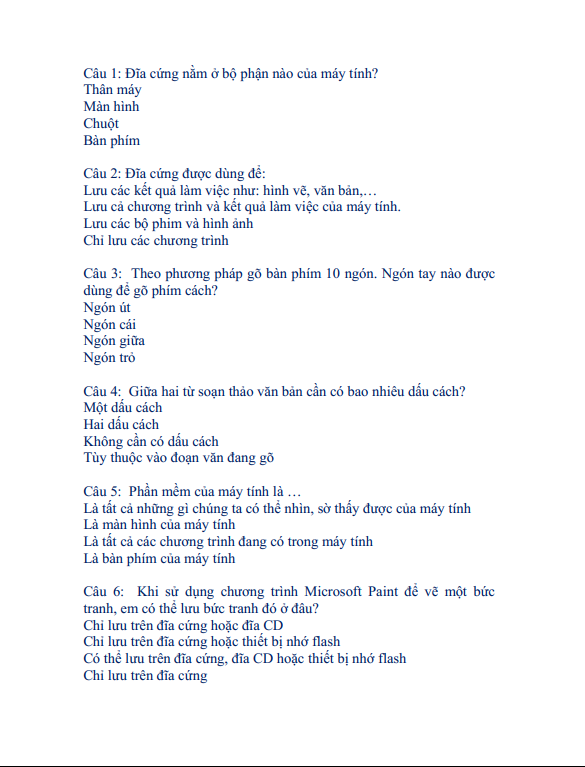 Câu 1: Đĩa cứng nằm ở bộ phận nào của máy tính?
Thân máy
Màn hình
Chuột
Bàn phím
Câu 2: Đĩa cứng được dùng để:
Lưu các kết quả làm việc như: hình vẽ, văn bản,…
Lưu cả chương trình và kết quả làm việc của máy tính.
Lưu các bộ phim và hình ảnh
Chỉ lưu các chương trình
Câu 3: Theo phương pháp gõ bàn phím 10 ngón. Ngón tay nào được
dùng để gõ phím cách?
Ngón út
Ngón cái
Ngón giữa
Ngón trỏ
Câu 4: Giữa hai từ soạn thảo văn bản cần có bao nhiêu dấu cách?
Một dấu cách
Hai dấu cách
Không cần có dấu cách
Tùy thuộc vào đoạn văn đang gõ
Câu 5: Phần mềm của máy tính là …
Là tất cả những gì chúng ta có thể nhìn, sờ thấy được của máy tính
Là màn hình của máy tính
Là tất cả các chương trình đang có trong máy tính
Là bàn phím của máy tính
Câu 6: Khi sử dụng chương trình Microsoft Paint để vẽ một bức
tranh, em có thể lưu bức tranh đó ở đâu?
Chỉ lưu trên đĩa cứng hoặc đĩa CD
Chỉ lưu trên đĩa cứng hoặc thiết bị nhớ flash
Có thể lưu trên đĩa cứng, đĩa CD hoặc thiết bị nhớ flash
Chỉ lưu trên đĩa cứng